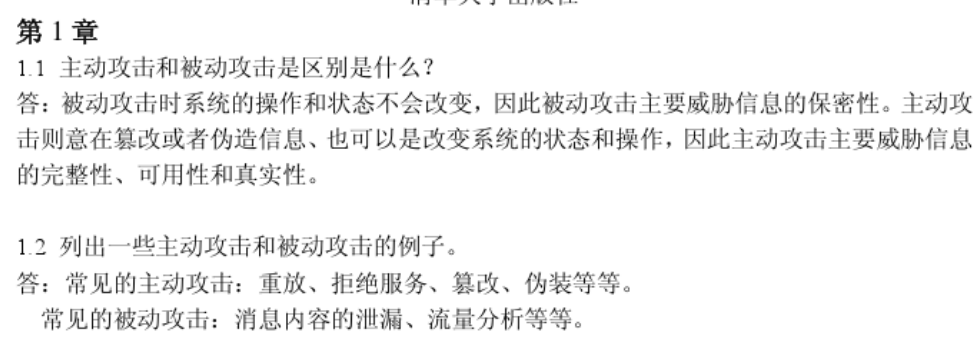 第 1 章
1.1 主动攻击和被动攻击是区别是什么？
答：被动攻击时系统的操作和状态不会改变，因此被动攻击主要威胁信息的保密性。主动攻
击则意在篡改或者伪造信息、也可以是改变系统的状态和操作，因此主动攻击主要威胁信息
的完整性、可用性和真实性。
1.2 列出一些主动攻击和被动攻击的例子。
答：常见的主动攻击：重放、拒绝服务、篡改、伪装等等。
常见的被动攻击：消息内容的泄漏、流量分析等等。